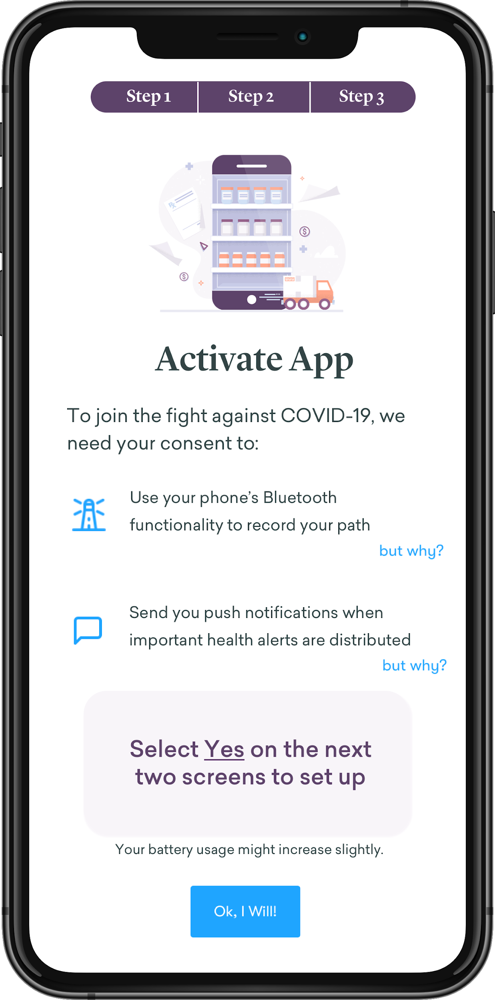 Step 1 Step 2 Step 3
Rx
$
$
Activate App
To join the fight against COVID-19, we
need your consent to:
Use your phone’s Bluetooth
functionality to record your path
but why?
Send you push notifications when
important health alerts are distributed
but why?
Select Yes on the next
two screens to set up
Your battery usage might increase slightly.
Ok, I Will!